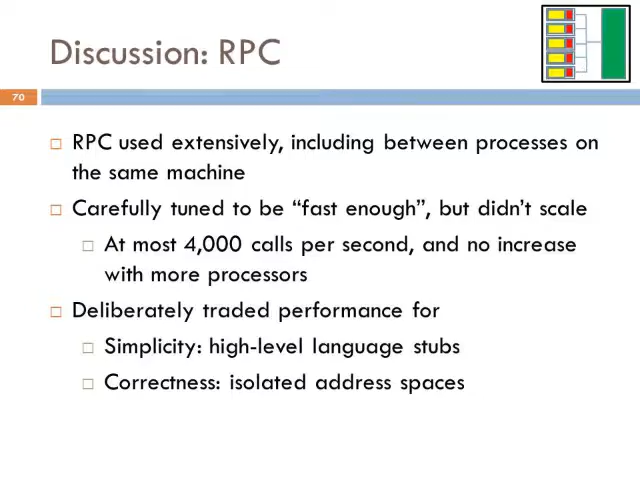 Discussion: RPC
70
RPC used extensively, including between processes on
the same machine
Carefully tuned to be “fast enough”, but didn’t scale
At most 4,000 calls per second, and no increase
with more processors
Deliberately traded performance for
Simplicity: high-level language stubs
Correctness: isolated address spaces